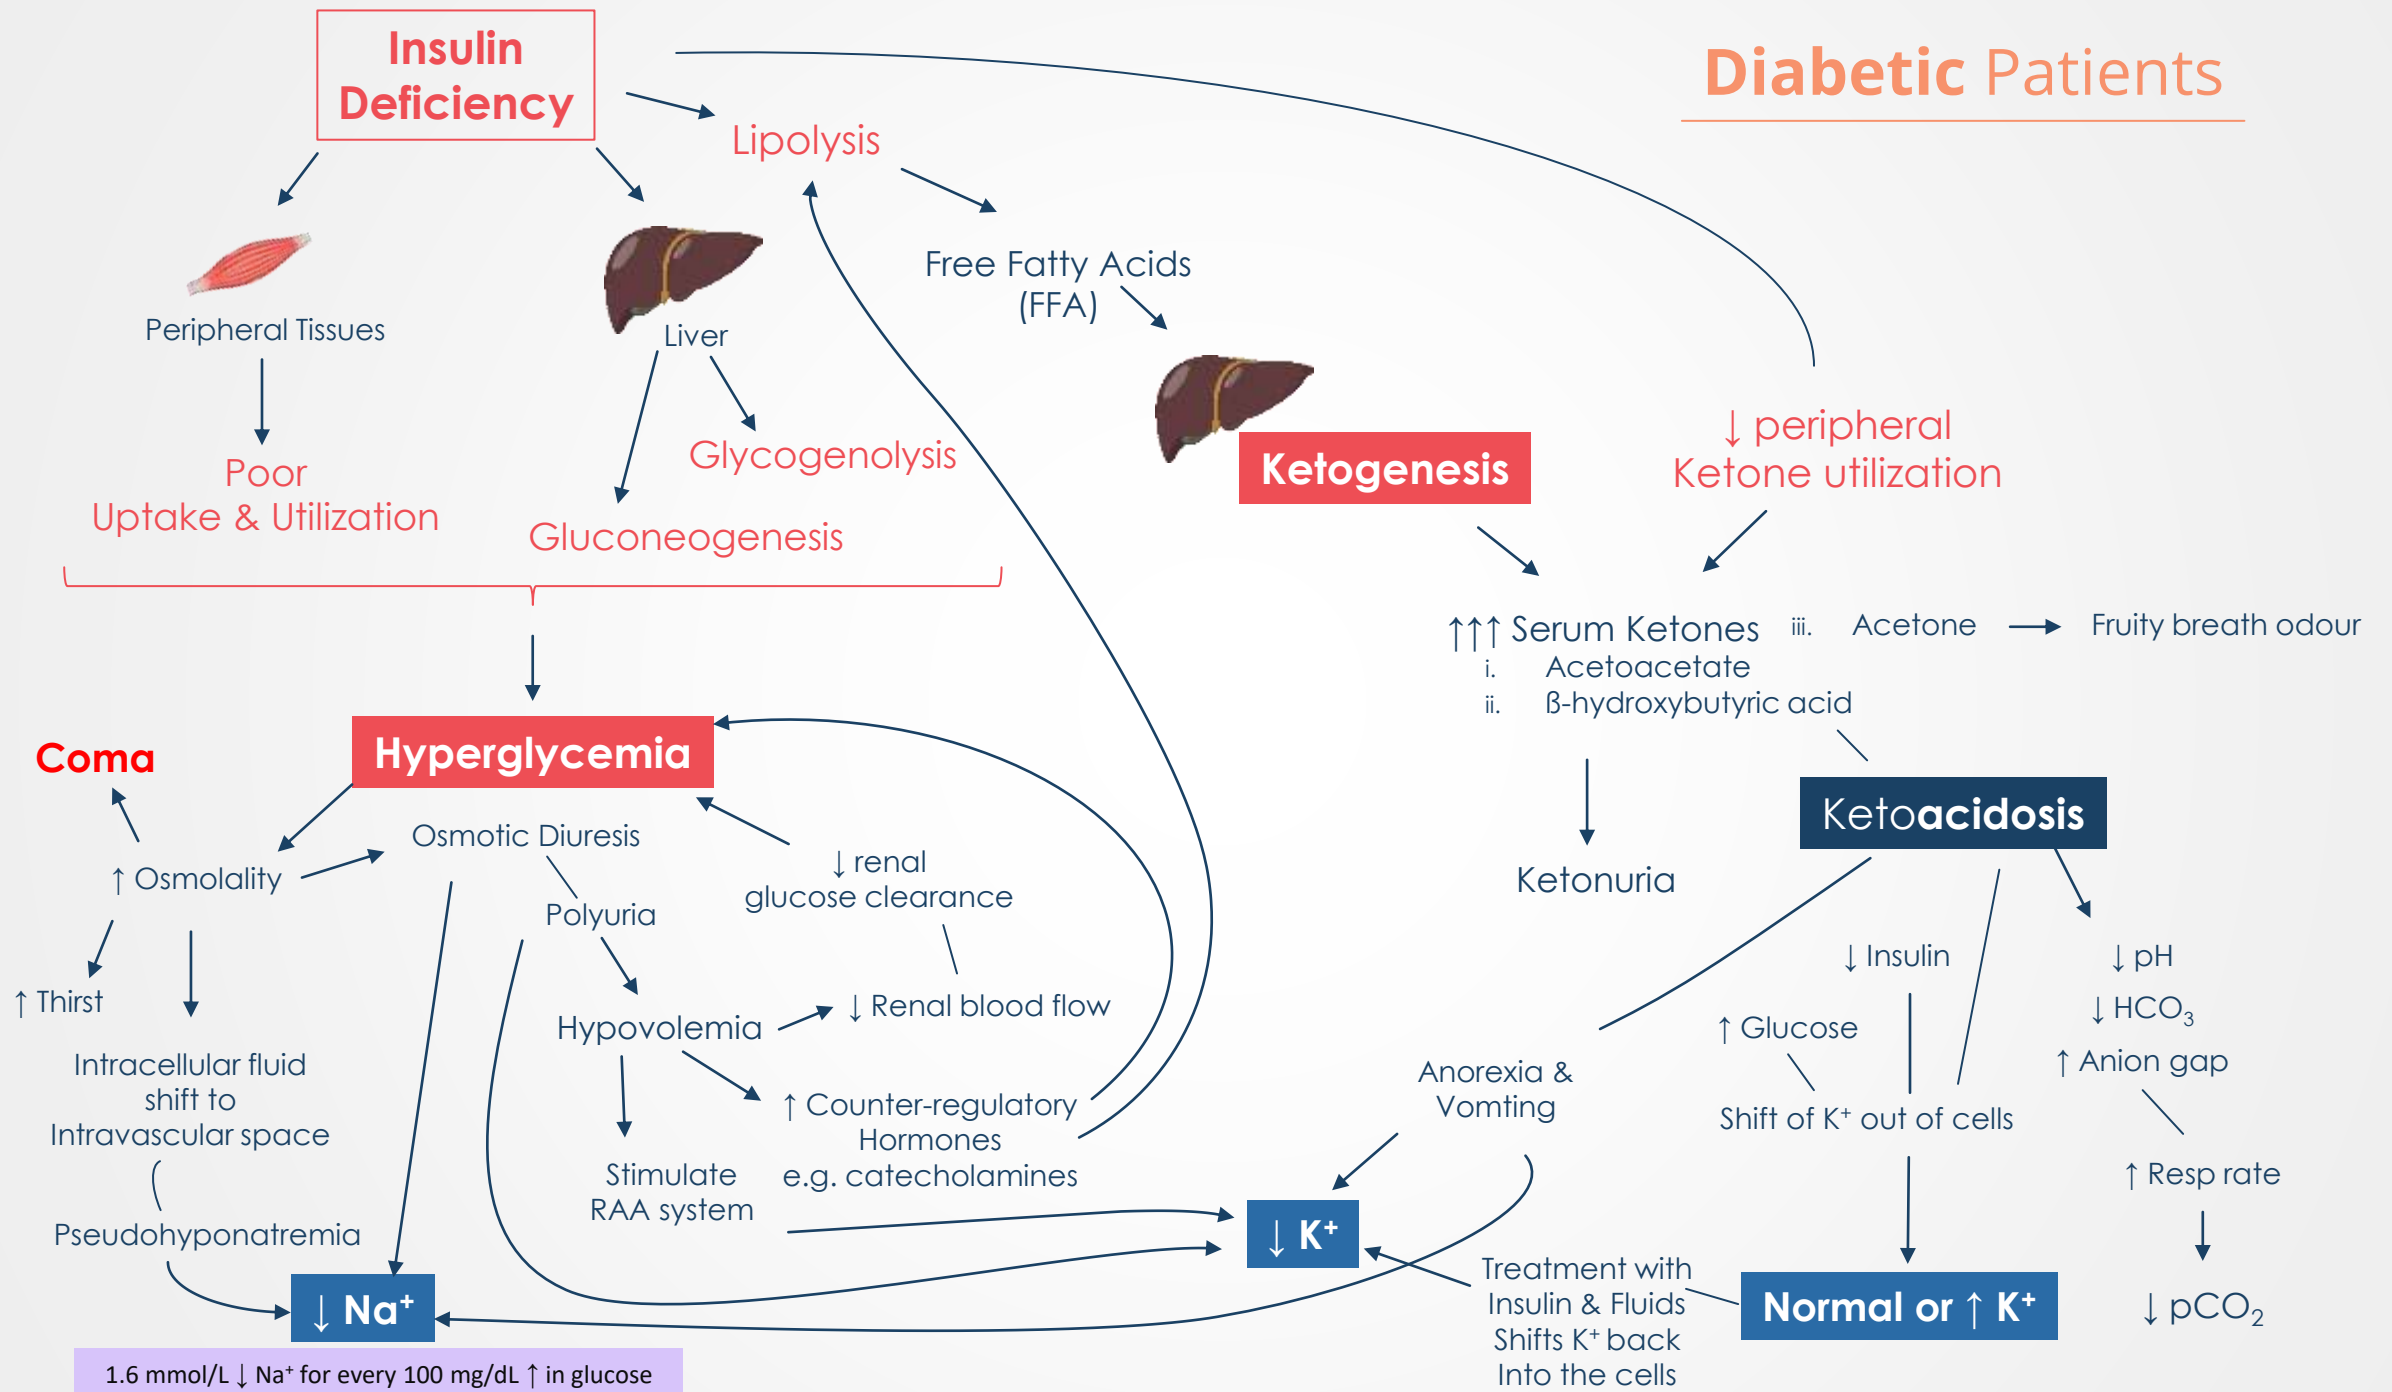 Diabetic Patients
Insulin
Deficiency
Lipolysis
Free Fatty Acids
(FFA)
Peripheral Tissues
Liver
Poor
Uptake & Utilization
Glycogenolysis
Gluconeogenesis
Ketogenesis
↓ peripheral
Ketone utilization
↑↑↑ Serum Ketones
i. Acetoacetate
ii. ß-hydroxybutyric acid
iii. Acetone
Fruity breath odour
Hyperglycemia
Coma
↑ Osmolality
Osmotic Diuresis
Polyuria
↓ renal
glucose clearance
↑ Thirst
Hypovolemia
↓ Renal blood flow
Intracellular fluid
shift to
Intravascular space
↑ Counter-regulatory
Hormones
e.g. catecholamines
Stimulate
RAA system
Pseudohyponatremia
↓ Na⁺
1.6 mmol/L ↓ Na⁺ for every 100 mg/dL ↑ in glucose
Ketonuria
Ketoacidosis
↓ Insulin
↑ Glucose
Shift of K⁺ out of cells
↓ pH
↓ HCO₃
↑ Anion gap
↑ Resp rate
↓ pCO₂
Anorexia &
Vomting
↓ K⁺
Treatment with
Insulin & Fluids
Shifts K⁺ back
Into the cells
Normal or ↑ K⁺